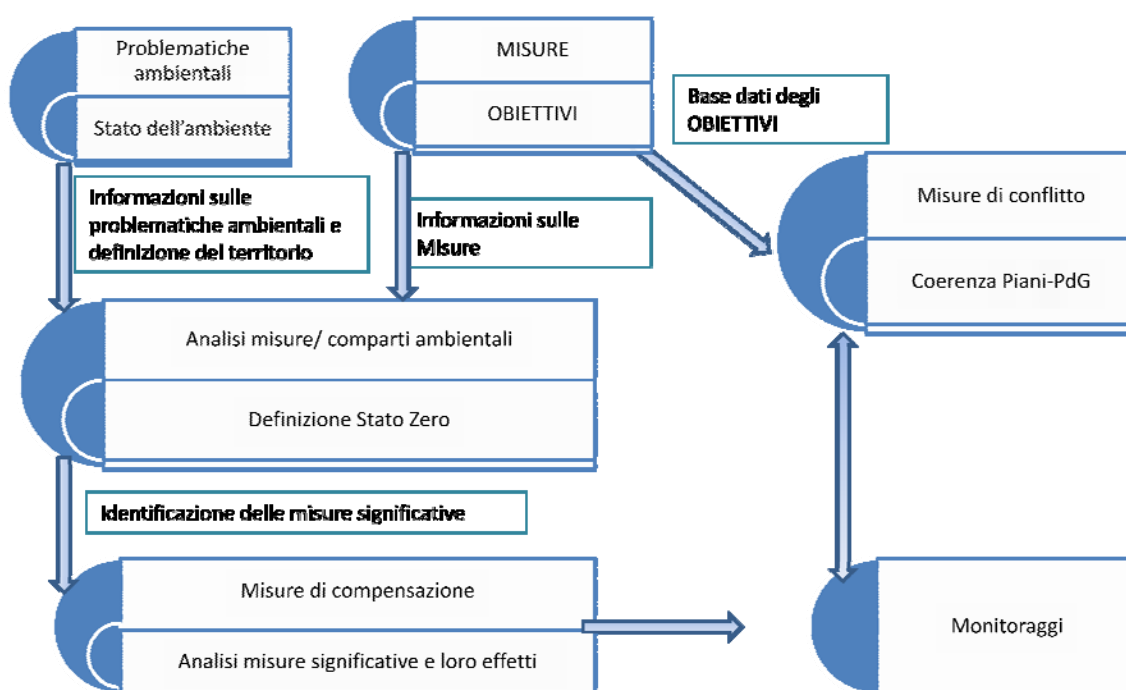 Problematiche
ambientali
Stato dell'ambiente
MISURE
OBIETTIVI
Base dati degli
OBIETTIVI
Informazioni sulle
problematiche ambientali e
definizione del territorio
Informazioni sulle
Misure
Misure di conflitto
Coerenza Piani-PdG
Analisi misure/ comparti ambientali
Definizione Stato Zero
Identificazione delle misure significative
Misure di compensazione
Analisi misure significative e loro effetti
Monitoraggi